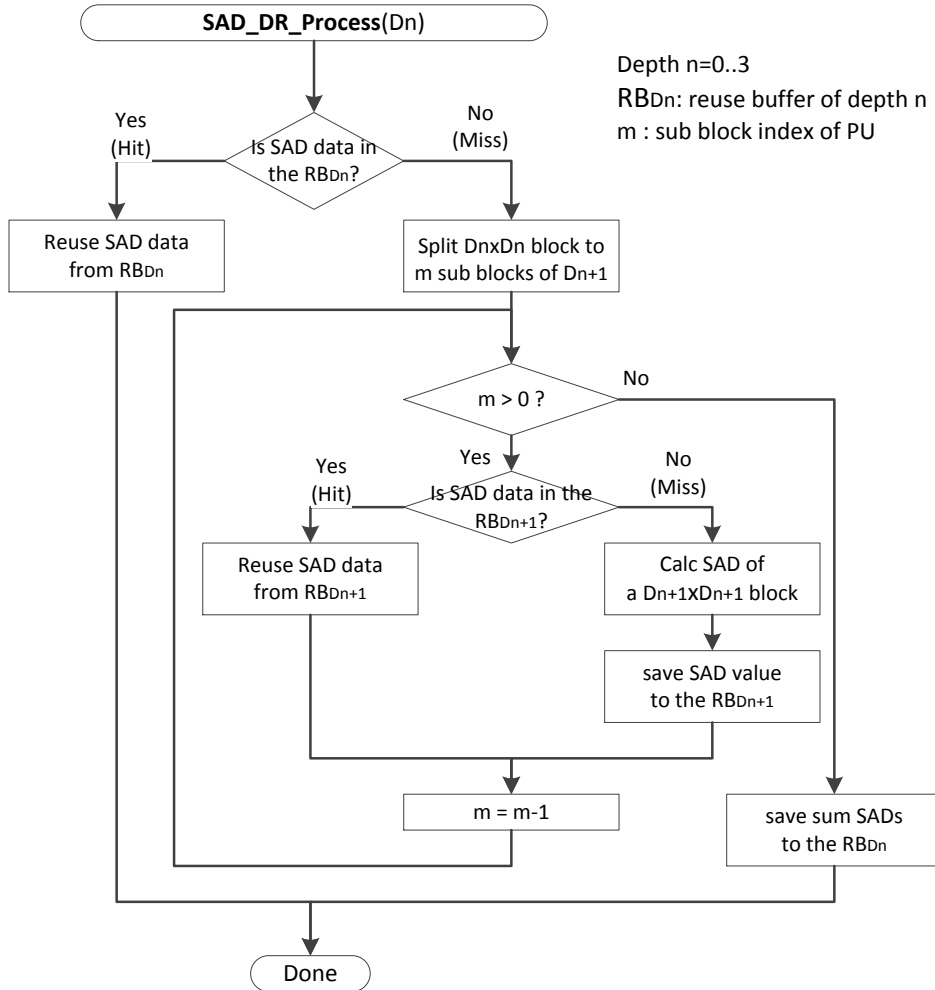 SAD_DR_Process(Dn)
Depth n=0..3
RBDn: reuse buffer of depth n
m : sub block index of PU
Yes
(Hit)
No
(Miss)
Is SAD data in
the RBDn?
Reuse SAD data
from RBDn
Split DnxDn block to
m sub blocks of Dn+1
m > 0 ?
No
Yes
Yes
(Hit)
No
(Miss)
Is SAD data in the
RBDn+1?
Reuse SAD data
from RBDn+1
Calc SAD of
a Dn+1xDn+1 block
save SAD value
to the RBDn+1
m = m-1
save sum SADs
to the RBDn
Done